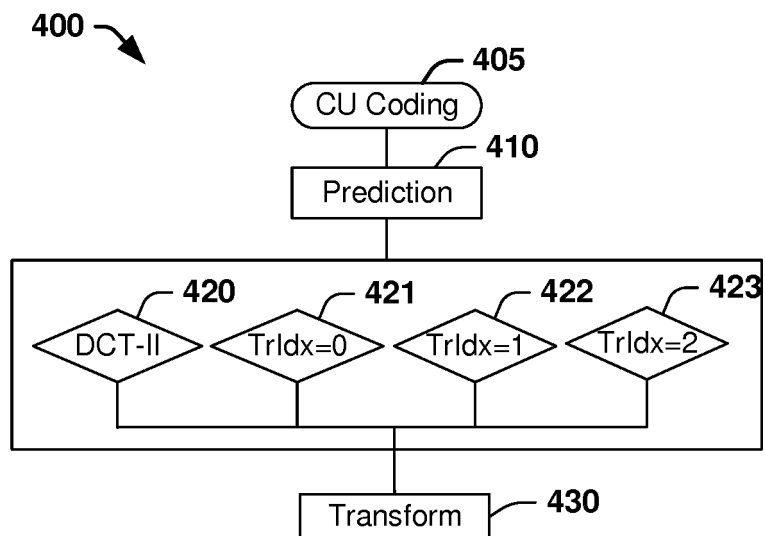 400
405
CU Coding
410
Prediction
420
421
422
423
DCT-II
TrIdx=0
TrIdx=1
TrIdx=2
430
Transform